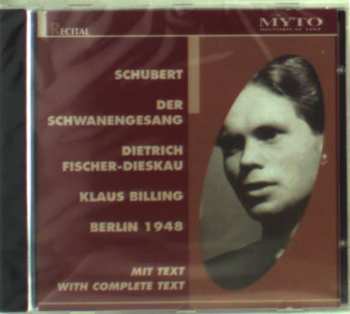 RECITAL
MYTO
SCHUBERT
DER
SCHWANENGESANG
DIETRICH
FISCHER-DIESKAU
KLAUS BILLING
BERLIN 1948
MIT TEXT
WITH COMPLETE TEXT